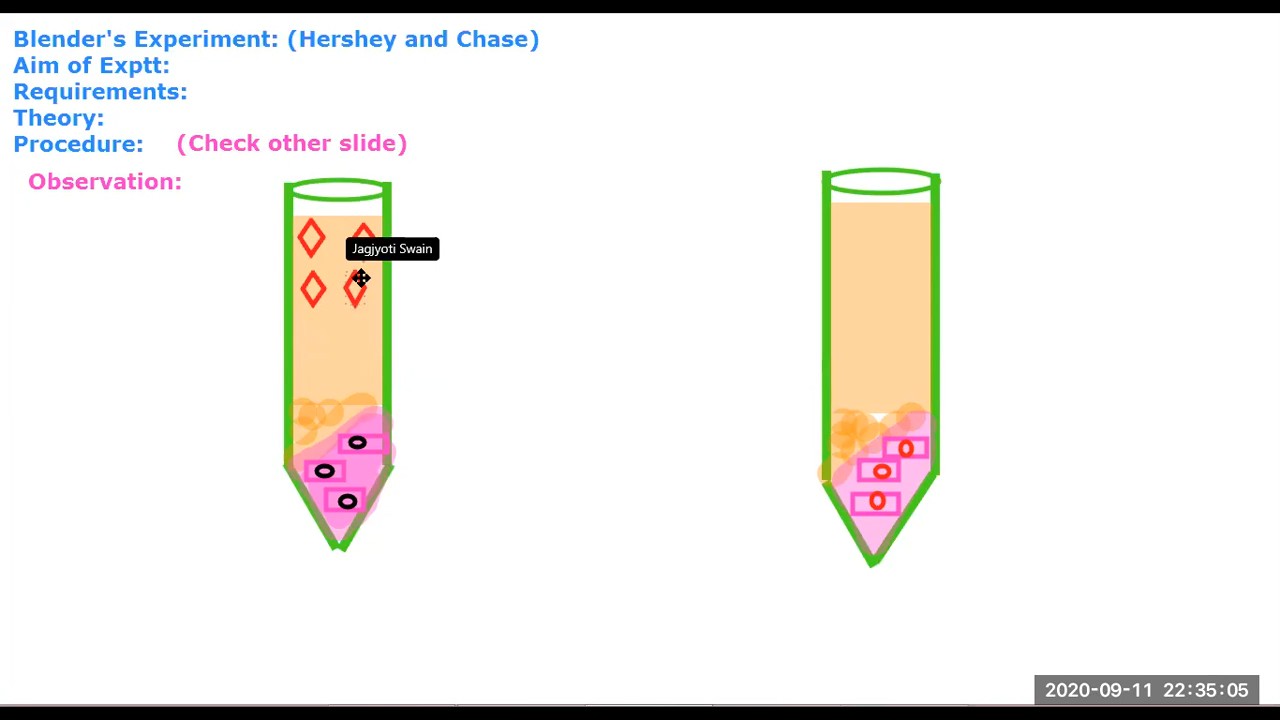 Blender's Experiment: (Hershey and Chase)
Aim of Exptt:
Requirements:
Theory:
Procedure: (Check other slide)
Observation:
Jagjyoti Swain
2020-09-11 22:35:05